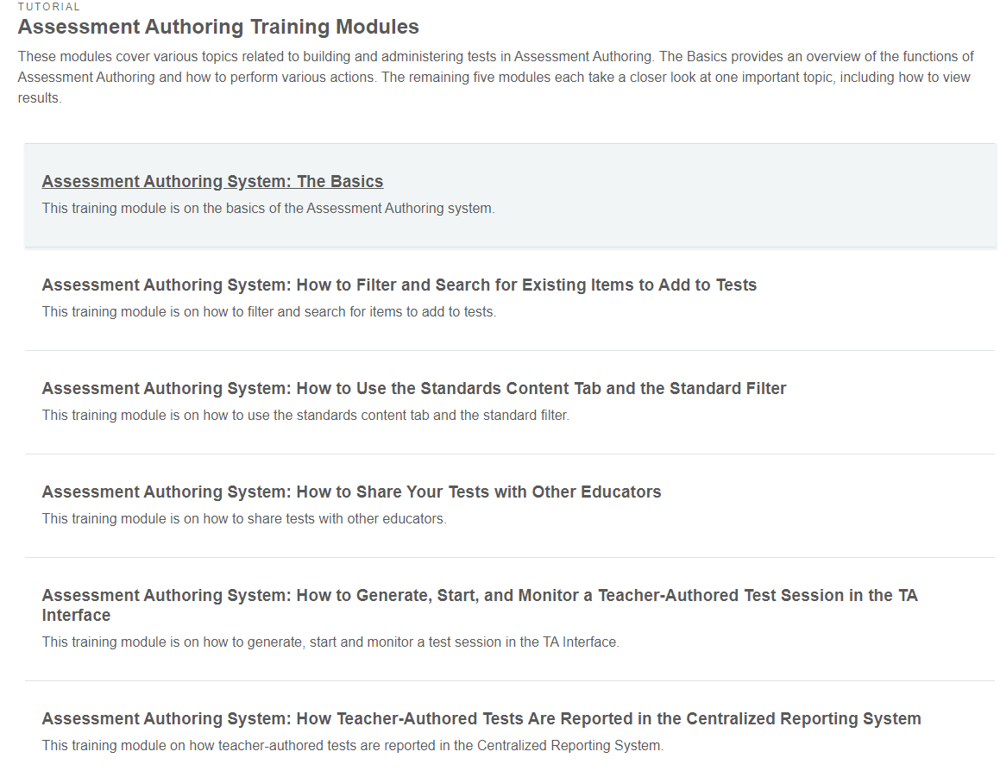 TUTORIAL
Assessment Authoring Training Modules
These modules cover various topics related to building and administering tests in Assessment Authoring. The Basics provides an overview of the functions of
Assessment Authoring and how to perform various actions. The remaining five modules each take a closer look at one important topic, including how to view
results.
Assessment Authoring System: The Basics
This training module is on the basics of the Assessment Authoring system.
Assessment Authoring System: How to Filter and Search for Existing Items to Add to Tests
This training module is on how to filter and search for items to add to tests.
Assessment Authoring System: How to Use the Standards Content Tab and the Standard Filter
This training module is on how to use the standards content tab and the standard filter.
Assessment Authoring System: How to Share Your Tests with Other Educators
This training module is on how to share tests with other educators.
Assessment Authoring System: How to Generate, Start, and Monitor a Teacher-Authored Test Session in the TA
Interface
This training module is on how to generate, start and monitor a test session in the TA Interface.
Assessment Authoring System: How Teacher-Authored Tests Are Reported in the Centralized Reporting System
This training module on how teacher-authored tests are reported in the Centralized Reporting System.